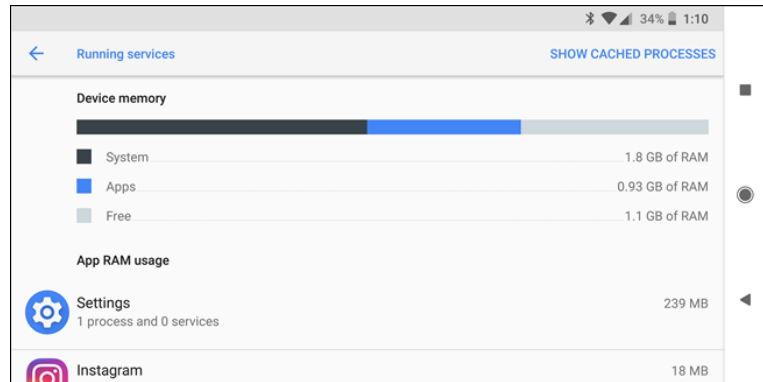 34% 1:10
Running services SHOW CACHED PROCESSES
Device memory
System 1.8 GB of RAM
Apps 0.93 GB of RAM
Free 1.1 GB of RAM
App RAM usage
Settings 239 MB
1 process and 0 services
Instagram 18 MB